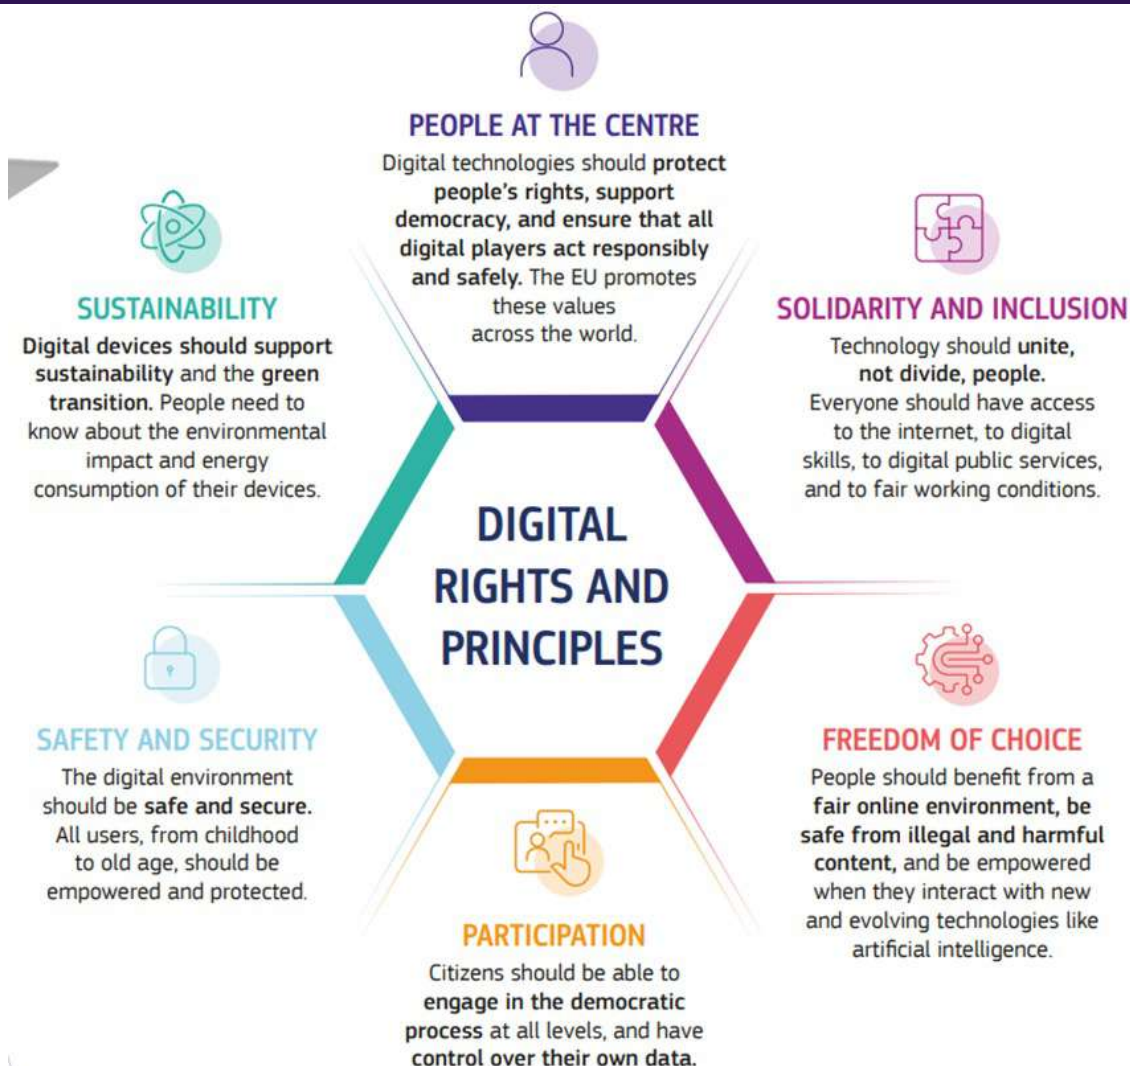 PEOPLE AT THE CENTRE
Digital technologies should protect
people's rights, support
democracy, and ensure that all
digital players act responsibly
and safely. The EU promotes
these values
across the world.
SUSTAINABILITY
Digital devices should support
sustainability and the green
transition. People need to
know about the environmental
impact and energy
consumption of their devices.
SOLIDARITY AND INCLUSION
Technology should unite,
not divide, people.
Everyone should have access
to the internet, to digital
skills, to digital public services,
and to fair working conditions.
DIGITAL
RIGHTS AND
PRINCIPLES
SAFETY AND SECURITY
The digital environment
should be safe and secure.
All users, from childhood
to old age, should be
empowered and protected.
FREEDOM OF CHOICE
People should benefit from a
fair online environment, be
safe from illegal and harmful
content, and be empowered
when they interact with new
and evolving technologies like
artificial intelligence.
PARTICIPATION
Citizens should be able to
engage in the democratic
process at all levels, and have
control over their own data.